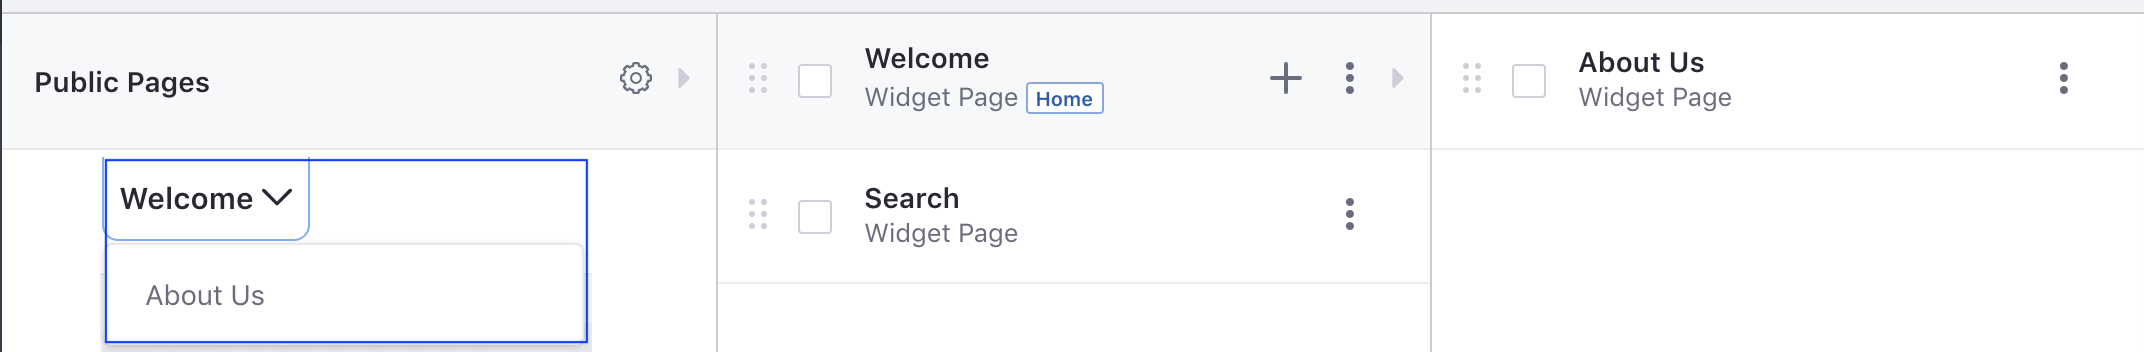 Public Pages
Welcome
About Us
Welcome
Widget Page Home
Search
Widget Page
About Us
Widget Page